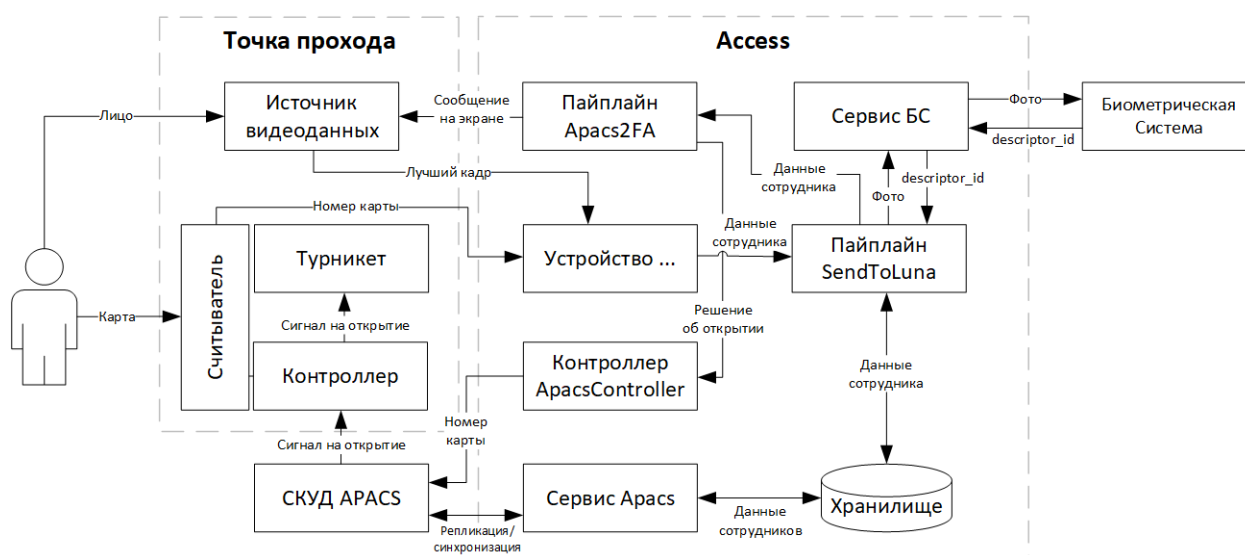 Точка прохода
Access
Лицо
Источник
видеоданных
Сообщение
на экране
Пайплайн
Apacs2FA
Сервис БС
Фото
descriptor_id
Биометрическая
Система
Лучший кадр
Данные
сотрудника
Фото
descriptor_id
Номер карты
Данные
сотрудника
Считыватель
Турникет
Устройство ...
Пайплайн
SendToLuna
Карта
Сигнал на открытие
Решение
об открытии
Контроллер
Контроллер
ApacsController
Данные
сотрудника
Сигнал на открытие
Номер
карты
СКУД APACS
Сервис Apacs
Хранилище
Репликация/
синхронизация
Данные
сотрудников